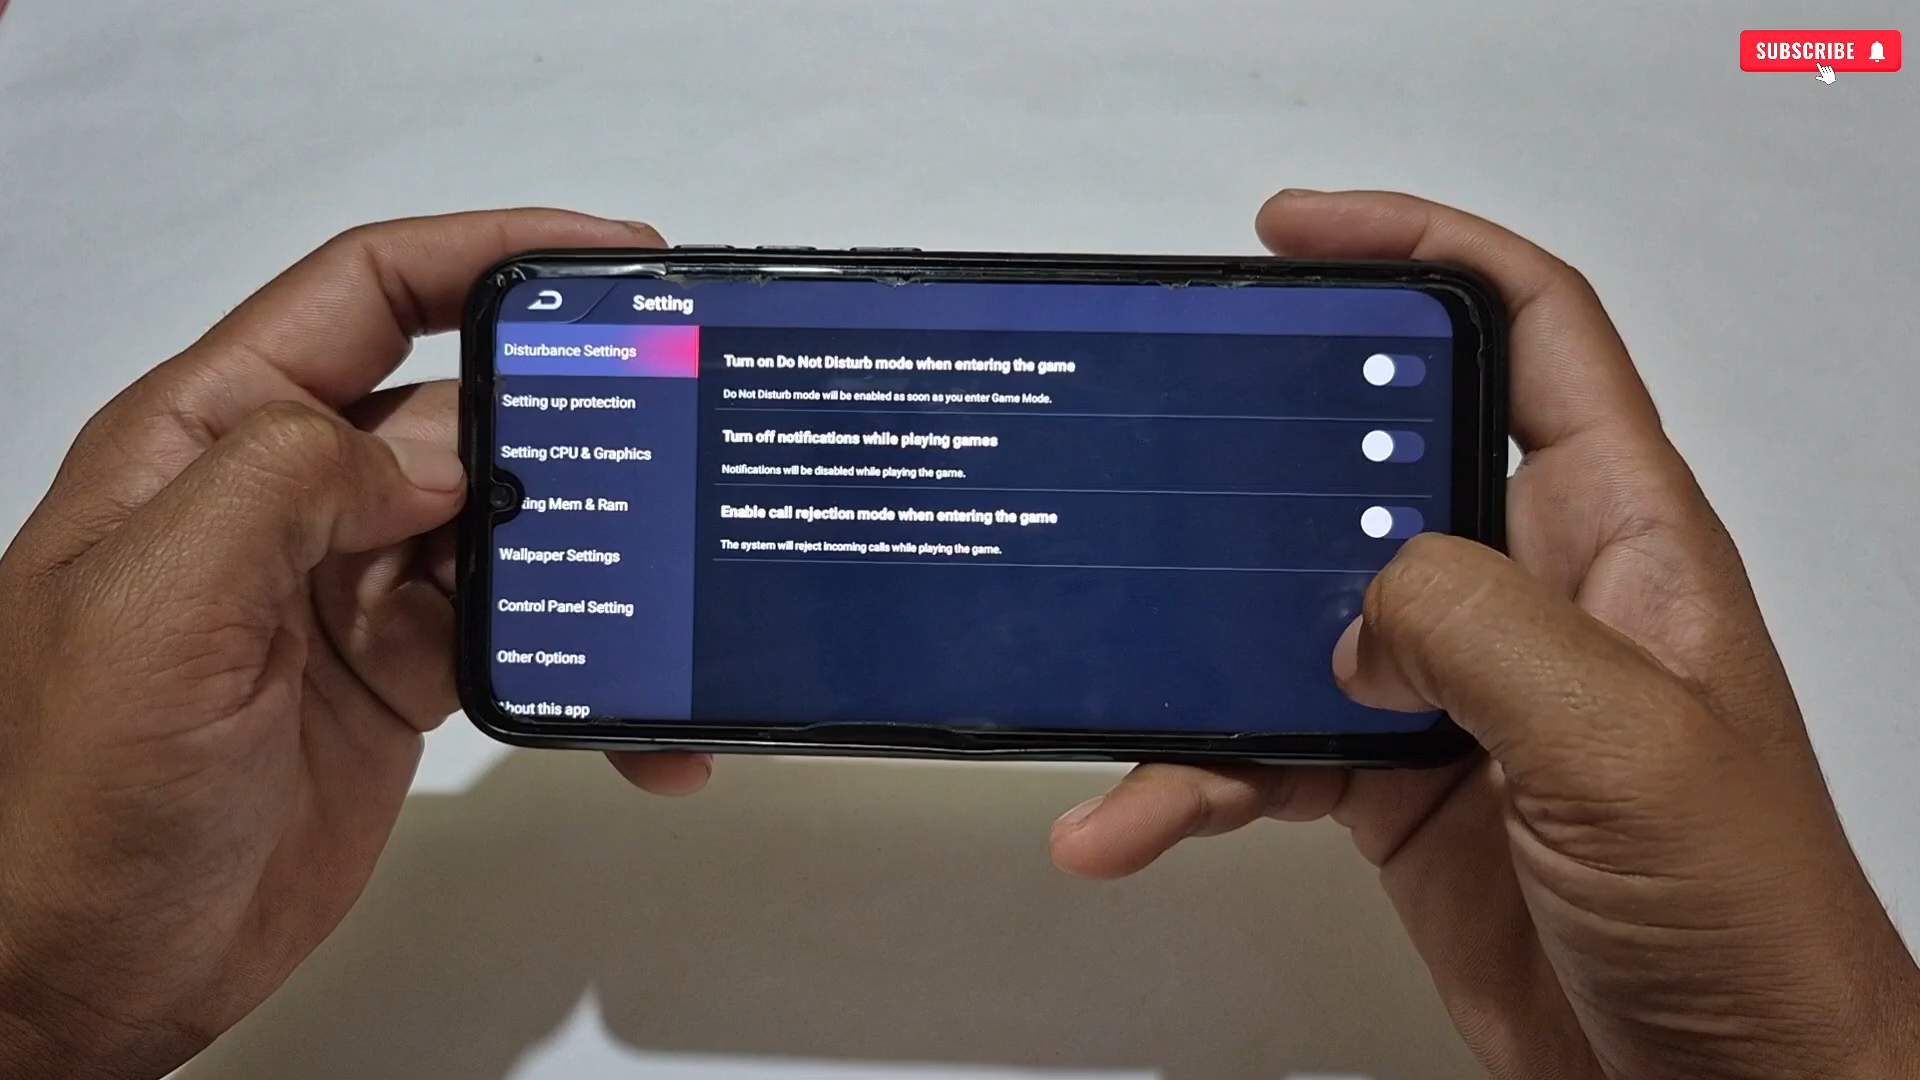 SUBSCRIBE
Setting
Disturbance Settings
Setting up protection
Setting CPU & Graphics
ting Mem & Ram
Wallpaper Settings
Control Panel Setting
Other Options
About this app
Turn on Do Not Disturb mode when entering the game
Do Not Disturb mode will be enabled as soon as you enter Game Mode.
Turn off notifications while playing games
Notifications will be disabled while playing the game.
Enable call rejection mode when entering the game
The system will reject incoming calls while playing the game.